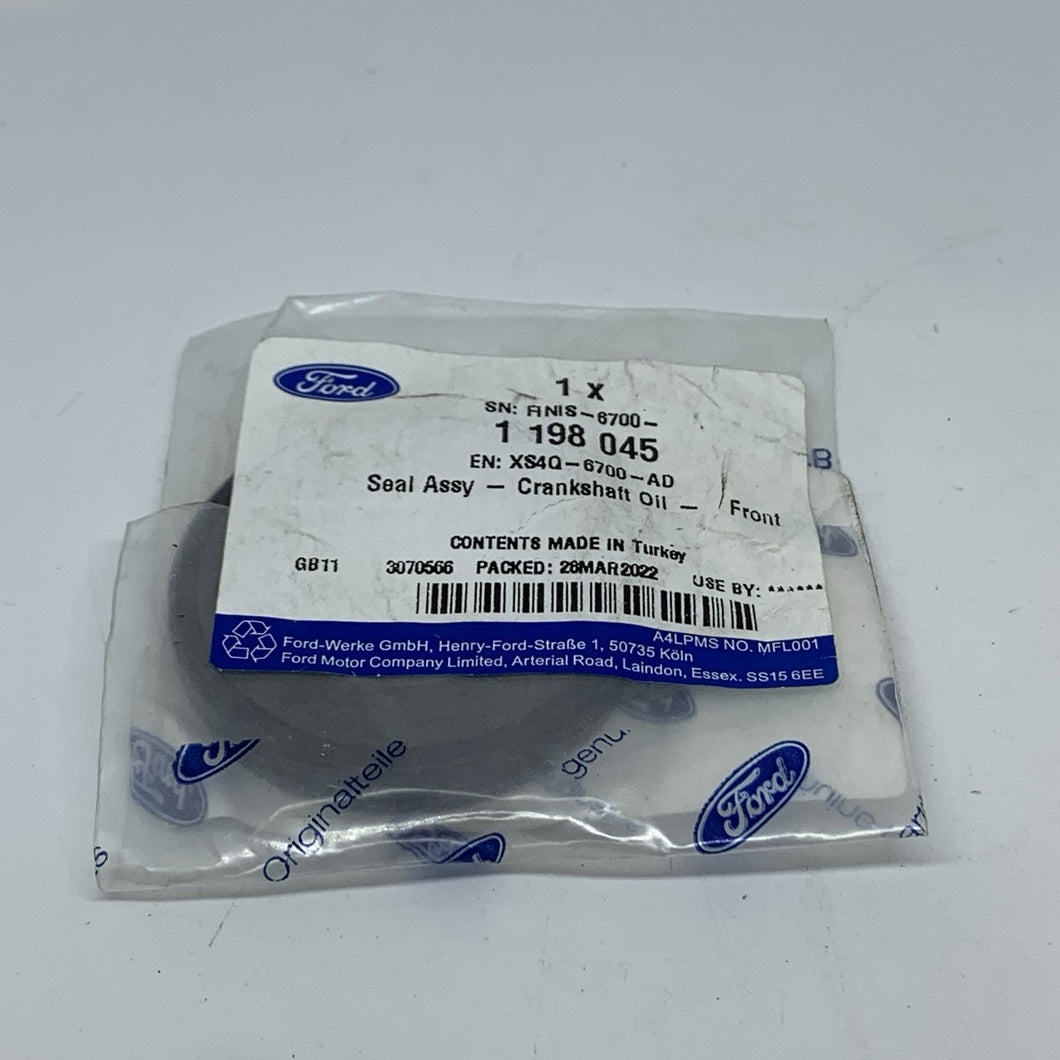 Ford
1 X
SN: FINIS-6700-
1 198 045
EN: XS4Q-6700-AD
Seal Assy - Crankshaft Oil - Front
CONTENTS MADE IN Turkey
GB11 3070566 PACKED: 28MAR2022 USE BY: ******
A4LPMS NO. MFL001
Ford-Werke GmbH, Henry-Ford-Straße 1, 50735 Köln
Ford Motor Company Limited, Arterial Road, Laindon, Essex. SS15 6EE
Originalteile
genu
Ford